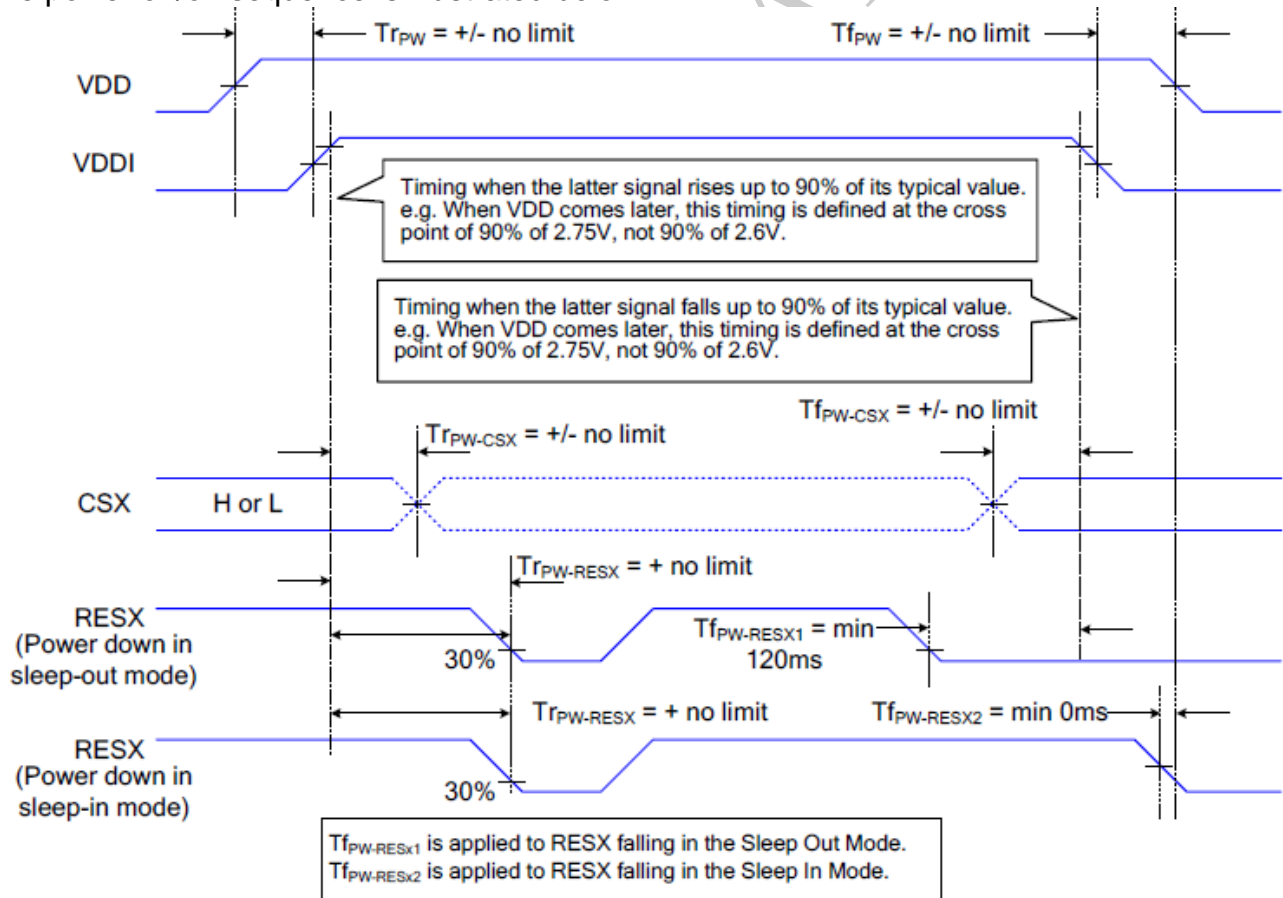 TrPW = +/- no limit
TfPW = +/- no limit
VDD
VDDI
Timing when the latter signal rises up to 90% of its typical value.
e.g. When VDD comes later, this timing is defined at the cross
point of 90% of 2.75V, not 90% of 2.6V.
Timing when the latter signal falls up to 90% of its typical value.
e.g. When VDD comes later, this timing is defined at the cross
point of 90% of 2.75V, not 90% of 2.6V.
TfPW-CSX = +/- no limit
TrPW-CSX = +/- no limit
CSX
H or L
TrPW-RESX = + no limit
RESX
(Power down in
sleep-out mode)
30%
TfPW-RESX1 = min
120ms
TrPW-RESX = + no limit
TfPW-RESX2 = min 0ms
RESX
(Power down in
sleep-in mode)
30%
TfPW-RESx1 is applied to RESX falling in the Sleep Out Mode.
TfPW-RESx2 is applied to RESX falling in the Sleep In Mode.